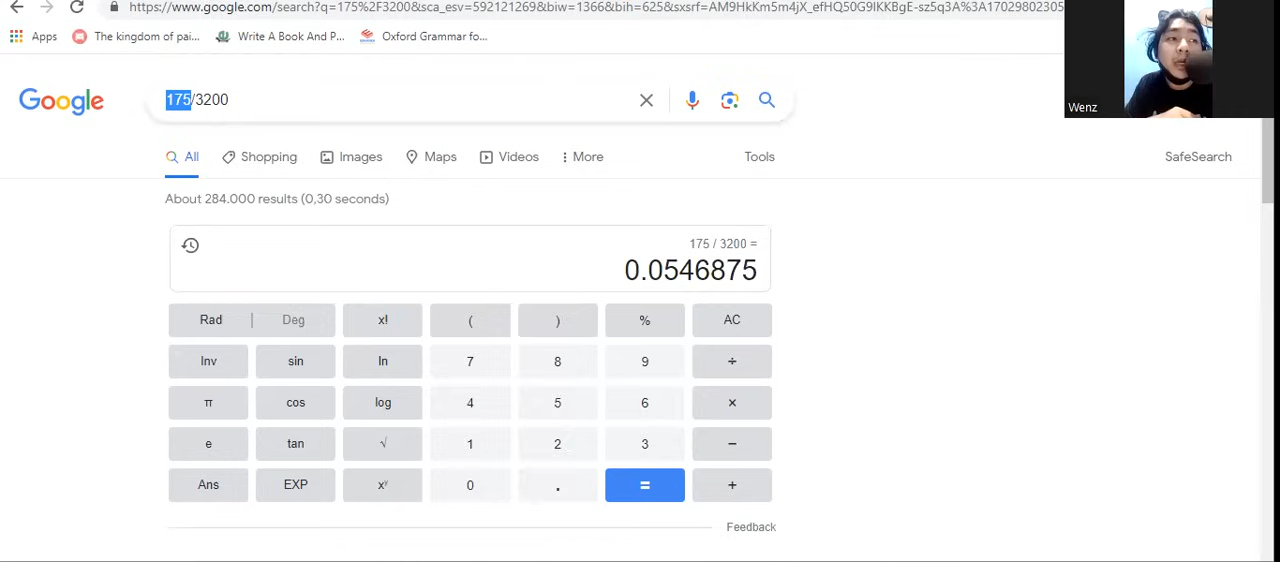 https://www.google.com/search?q=175%2F3200&sca_esv=592121269&biw=1366&bih=625&sxsrf=AM9HkKm5m4jX_efHQ50G9IKKBgE-sz5q3A%3A17029802305
Apps The kingdom of pai... Write A Book And P... Oxford Grammar fo...
Wenz
Google 175/3200
All Shopping Images Maps Videos More Tools SafeSearch
About 284.000 results (0,30 seconds)
175 / 3200 =
0.0546875
Rad | Deg x! ( ) % AC
Inv sin ln 7 8 9 ÷
π cos log 4 5 6 ×
e tan √ 1 2 3 −
Ans EXP xʸ 0 . = +
Feedback